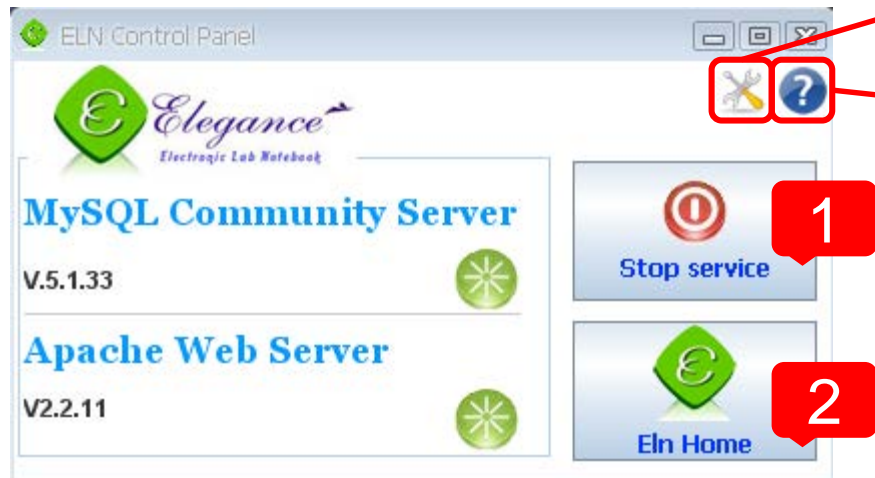 ELN Control Panel
Elegance
Electronic Lab Notebook
MySQL Community Server
V.5.1.33
Apache Web Server
V2.2.11
1
Stop service
2
Eln Home